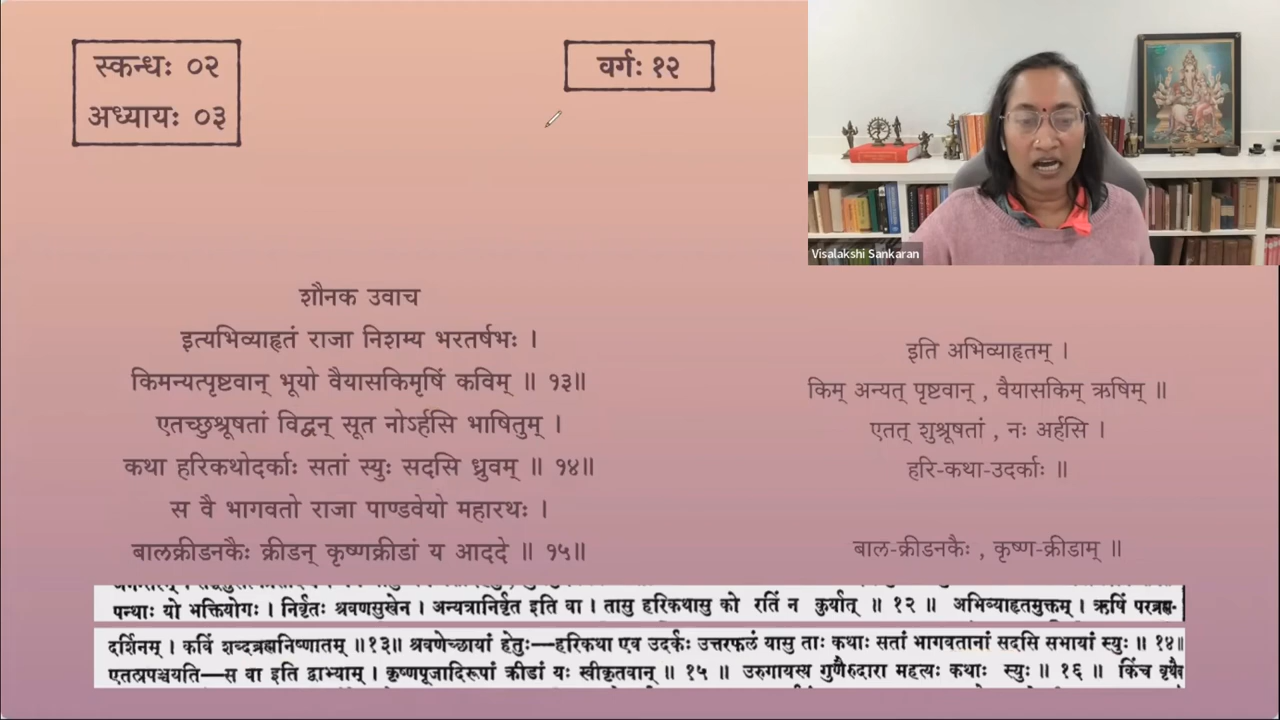 स्कन्धः ०२
अध्यायः ०३
वर्गः १२
Visalakshi Sankaran
शौनक उवाच
इत्यभिव्याहृतं राजा निशम्य भरतर्षभः ।
किमन्यत्पृष्टवान् भूयो वैयासकिमृषिं कविम् ॥ १३॥
एतच्छुश्रूषतां विद्वन् सूत नोऽर्हसि भाषितुम् ।
कथा हरिकथोदर्काः सतां स्युः सदसि ध्रुवम् ॥ १४॥
स वै भागवतो राजा पाण्डवेयो महारथः ।
बालक्रीडनकैः क्रीडन् कृष्णक्रीडां य आददे ॥ १५॥
इति अभिव्याहृतम् ।
किम् अन्यत् पृष्टवान् , वैयासकिम् ऋषिम् ॥
एतत् शुश्रूषतां , नः अर्हसि ।
हरि-कथा-उदर्काः ॥
बाल-क्रीडनकैः , कृष्ण-क्रीडाम् ॥
पन्थाः यो भक्तियोगः । निर्वृतः श्रवणसुखेन । अन्यत्रानिर्वृत इति वा । तासु हरिकथासु को रतिं न कुर्यात् ॥ १२ ॥ अभिव्याहृतमुक्तम् । ऋषिं परब्रह्म-
दर्शिनम् । कविं शब्दब्रह्मनिष्णातम् ॥१३॥ श्रवणेच्छायां हेतुः—हरिकथा एव उदर्कः उत्तरफलं यासु ताः कथाः सतां भागवतानां सदसि सभायां स्युः ॥ १४॥
एतत्प्रपञ्चयति—स वा इति द्वाभ्याम् । कृष्णपूजादिरूपां क्रीडां यः स्वीकृतवान् ॥ १५ ॥ उरुगायस्य गुणैरुदारा महत्यः कथाः स्युः ॥ १६ ॥ किंच वृथैव